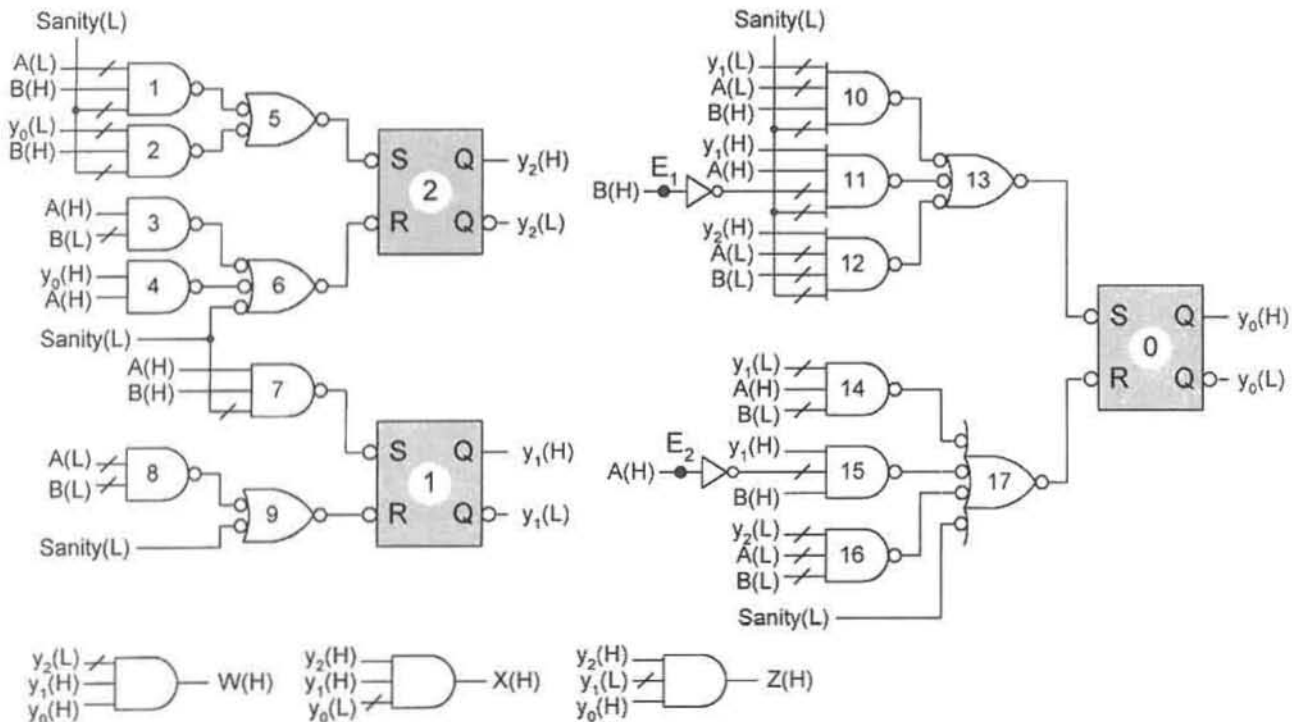 Sanity(L)
A(L)
B(H)
1
y0(L)
B(H)
2
5
A(H)
B(L)
3
y0(H)
A(H)
4
6
S Q
2
R Q
y2(H)
y2(L)
Sanity(L)
A(H)
B(H)
7
A(L)
B(L)
8
9
Sanity(L)
S Q
1
R Q
y1(H)
y1(L)
Sanity(L)
y1(L)
A(L)
B(H)
10
y1(H)
A(H)
11
B(H)
E1
y2(H)
A(L)
B(L)
12
13
S Q
0
R Q
y0(H)
y0(L)
y1(L)
A(H)
B(L)
14
y1(H)
A(H)
E2
B(H)
15
y2(L)
A(L)
B(L)
16
17
Sanity(L)
y2(L)
y1(H)
y0(H)
W(H)
y2(H)
y1(H)
y0(L)
X(H)
y2(H)
y1(L)
y0(H)
Z(H)